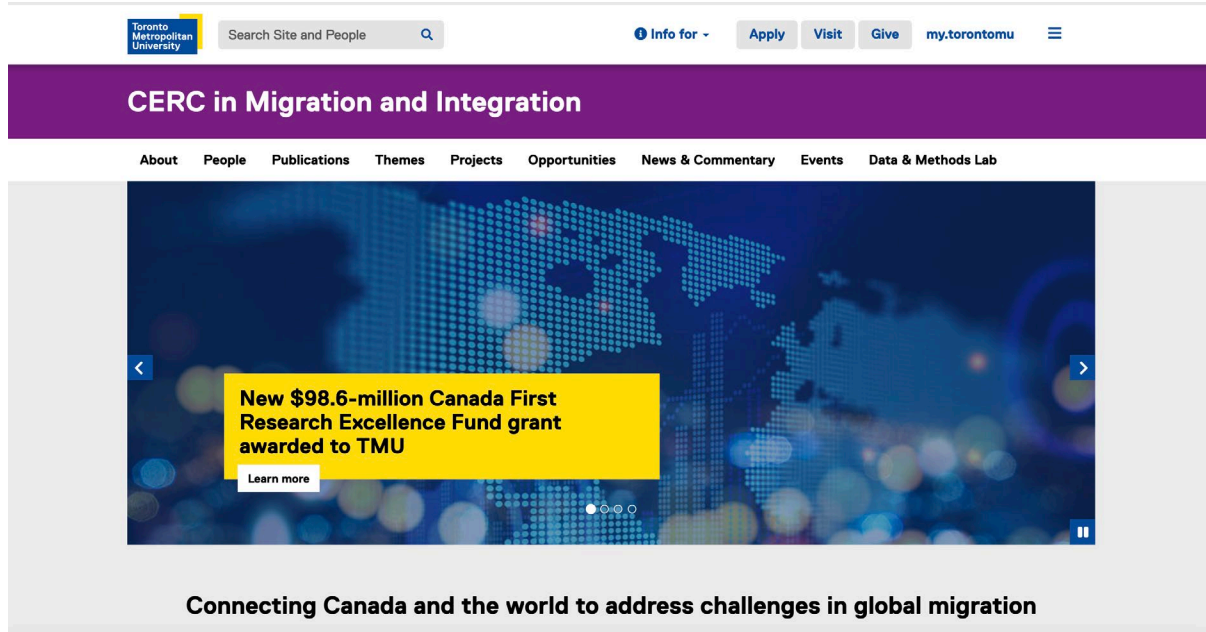 Toronto
Metropolitan
University
Search Site and People
Info for
Apply
Visit
Give
my.torontomu
CERC in Migration and Integration
About People Publications Themes Projects Opportunities News & Commentary Events Data & Methods Lab
New $98.6-million Canada First
Research Excellence Fund grant
awarded to TMU
Learn more
Connecting Canada and the world to address challenges in global migration